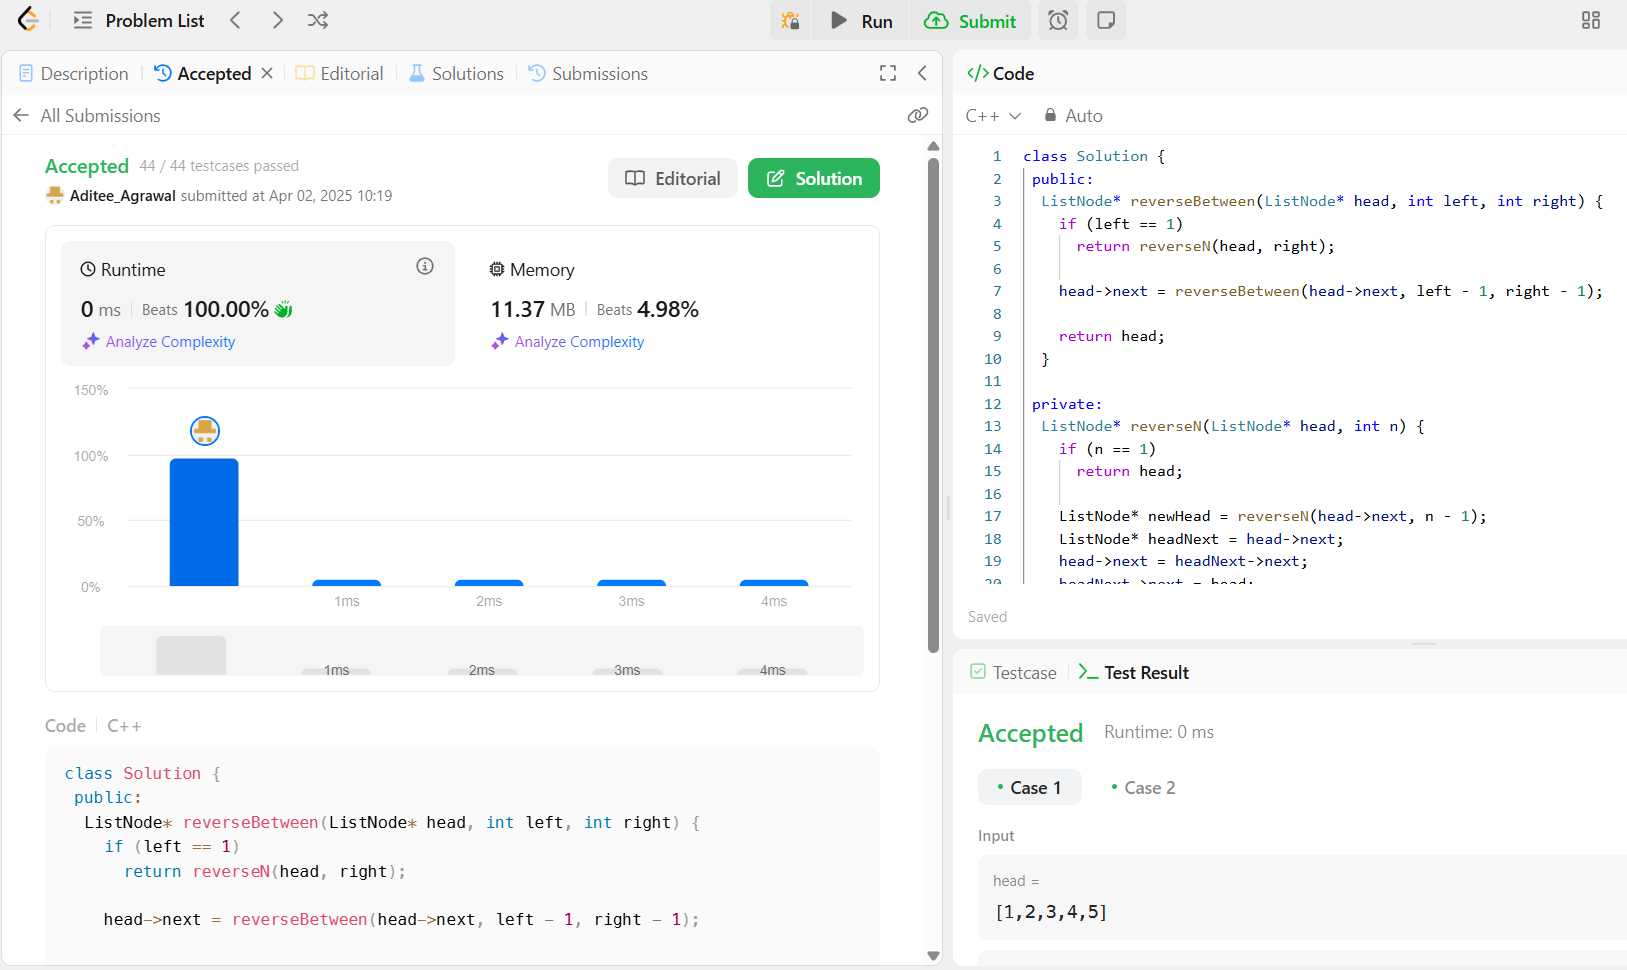 Problem List
Run
Submit
Description
Accepted
Editorial
Solutions
Submissions
All Submissions
Accepted 44 / 44 testcases passed
Aditee_Agrawal submitted at Apr 02, 2025 10:19
Editorial
Solution
Runtime
0 ms Beats 100.00%
Analyze Complexity
Memory
11.37 MB Beats 4.98%
Analyze Complexity
150%
100%
50%
0%
1ms 2ms 3ms 4ms
1ms 2ms 3ms 4ms
Code C++
class Solution {
public:
ListNode* reverseBetween(ListNode* head, int left, int right) {
if (left == 1)
return reverseN(head, right);
head->next = reverseBetween(head->next, left - 1, right - 1);
</> Code
C++ Auto
1 class Solution {
2 public:
3 ListNode* reverseBetween(ListNode* head, int left, int right) {
4 if (left == 1)
5 return reverseN(head, right);
6
7 head->next = reverseBetween(head->next, left - 1, right - 1);
8
9 return head;
10 }
11
12 private:
13 ListNode* reverseN(ListNode* head, int n) {
14 if (n == 1)
15 return head;
16
17 ListNode* newHead = reverseN(head->next, n - 1);
18 ListNode* headNext = head->next;
19 head->next = headNext->next;
20 headNext->next = head;
Saved
Testcase
Test Result
Accepted Runtime: 0 ms
Case 1 Case 2
Input
head =
[1,2,3,4,5]